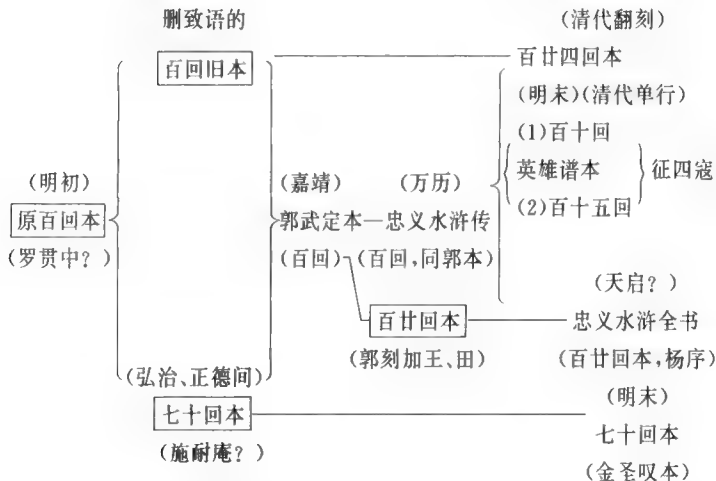 删致语的
(清代翻刻)
百回旧本
百廿四回本
(明末)(清代单行)
(1)百十回
英雄谱本
征四寇
(2)百十五回
(明初)
(嘉靖)
(万历)
原百回本
郭武定本—忠义水浒传
(罗贯中?)
(百回)
(百回,同郭本)
(天启?)
百廿回本
忠义水浒全书
(郭刻加王、田)
(百廿回本,杨序)
(弘治、正德间)
(明末)
七十回本
七十回本
(施耐庵?)
(金圣叹本)